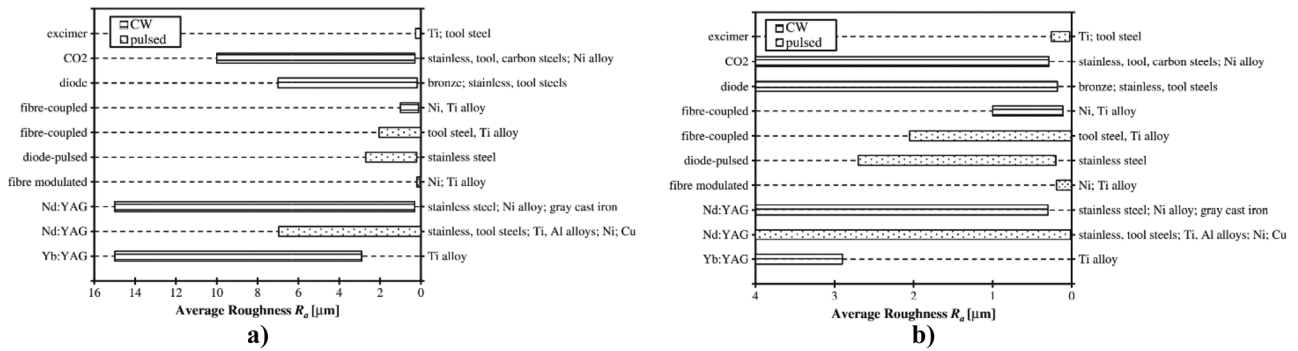 CW
pulsed
excimer Ti; tool steel
CO2 stainless, tool, carbon steels; Ni alloy
diode bronze; stainless, tool steels
fibre-coupled Ni, Ti alloy
fibre-coupled tool steel, Ti alloy
diode-pulsed stainless steel
fibre modulated Ni; Ti alloy
Nd:YAG stainless steel; Ni alloy; gray cast iron
Nd:YAG stainless, tool steels; Ti, Al alloys; Ni; Cu
Yb:YAG Ti alloy
16 14 12 10 8 6 4 2 0
Average Roughness Ra [μm]
a)
CW
pulsed
excimer Ti; tool steel
CO2 stainless, tool, carbon steels; Ni alloy
diode bronze; stainless, tool steels
fibre-coupled Ni, Ti alloy
fibre-coupled tool steel, Ti alloy
diode-pulsed stainless steel
fibre modulated Ni; Ti alloy
Nd:YAG stainless steel; Ni alloy; gray cast iron
Nd:YAG stainless, tool steels; Ti, Al alloys; Ni; Cu
Yb:YAG Ti alloy
4 3 2 1 0
Average Roughness Ra [μm]
b)